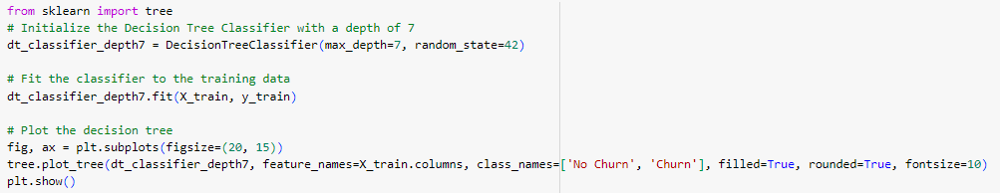 from sklearn import tree
# Initialize the Decision Tree Classifier with a depth of 7
dt_classifier_depth7 = DecisionTreeClassifier(max_depth=7, random_state=42)
# Fit the classifier to the training data
dt_classifier_depth7.fit(X_train, y_train)
# Plot the decision tree
fig, ax = plt.subplots(figsize=(20, 15))
tree.plot_tree(dt_classifier_depth7, feature_names=X_train.columns, class_names=['No Churn', 'Churn'], filled=True, rounded=True, fontsize=10)
plt.show()